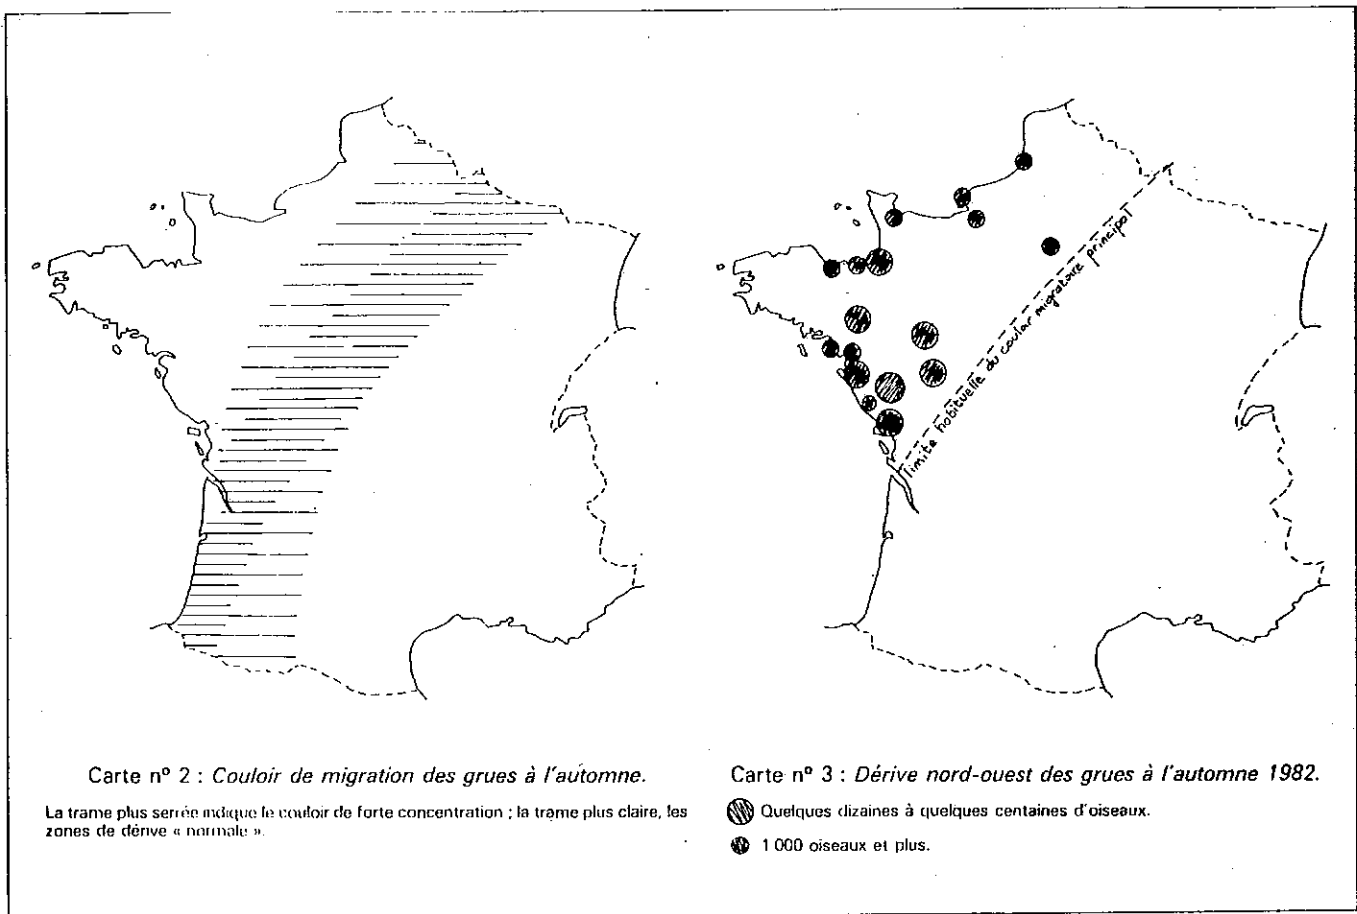 Carte nº 2 : Couloir de migration des grues à l'automne.
La trame plus serrée indique le couloir de forte concentration ; la trame plus claire, les
zones de dérive « normale ».
limite habituelle du couloir migratoire principal
Carte nº 3 : Dérive nord-ouest des grues à l'automne 1982.
Quelques dizaines à quelques centaines d'oiseaux.
1 000 oiseaux et plus.